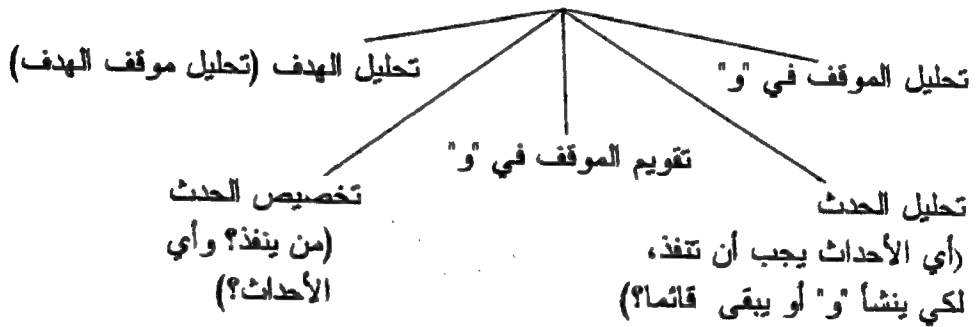 تحليل الموقف في "و"
تحليل الهدف (تحليل موقف الهدف)
تقويم الموقف في "و"
تحليل الحدث
(أي الأحداث يجب أن تنفذ،
لكي ينشأ "و" أو يبقى قائما؟)
تخصيص الحدث
(من ينفذ؟ وأي
الأحداث؟)